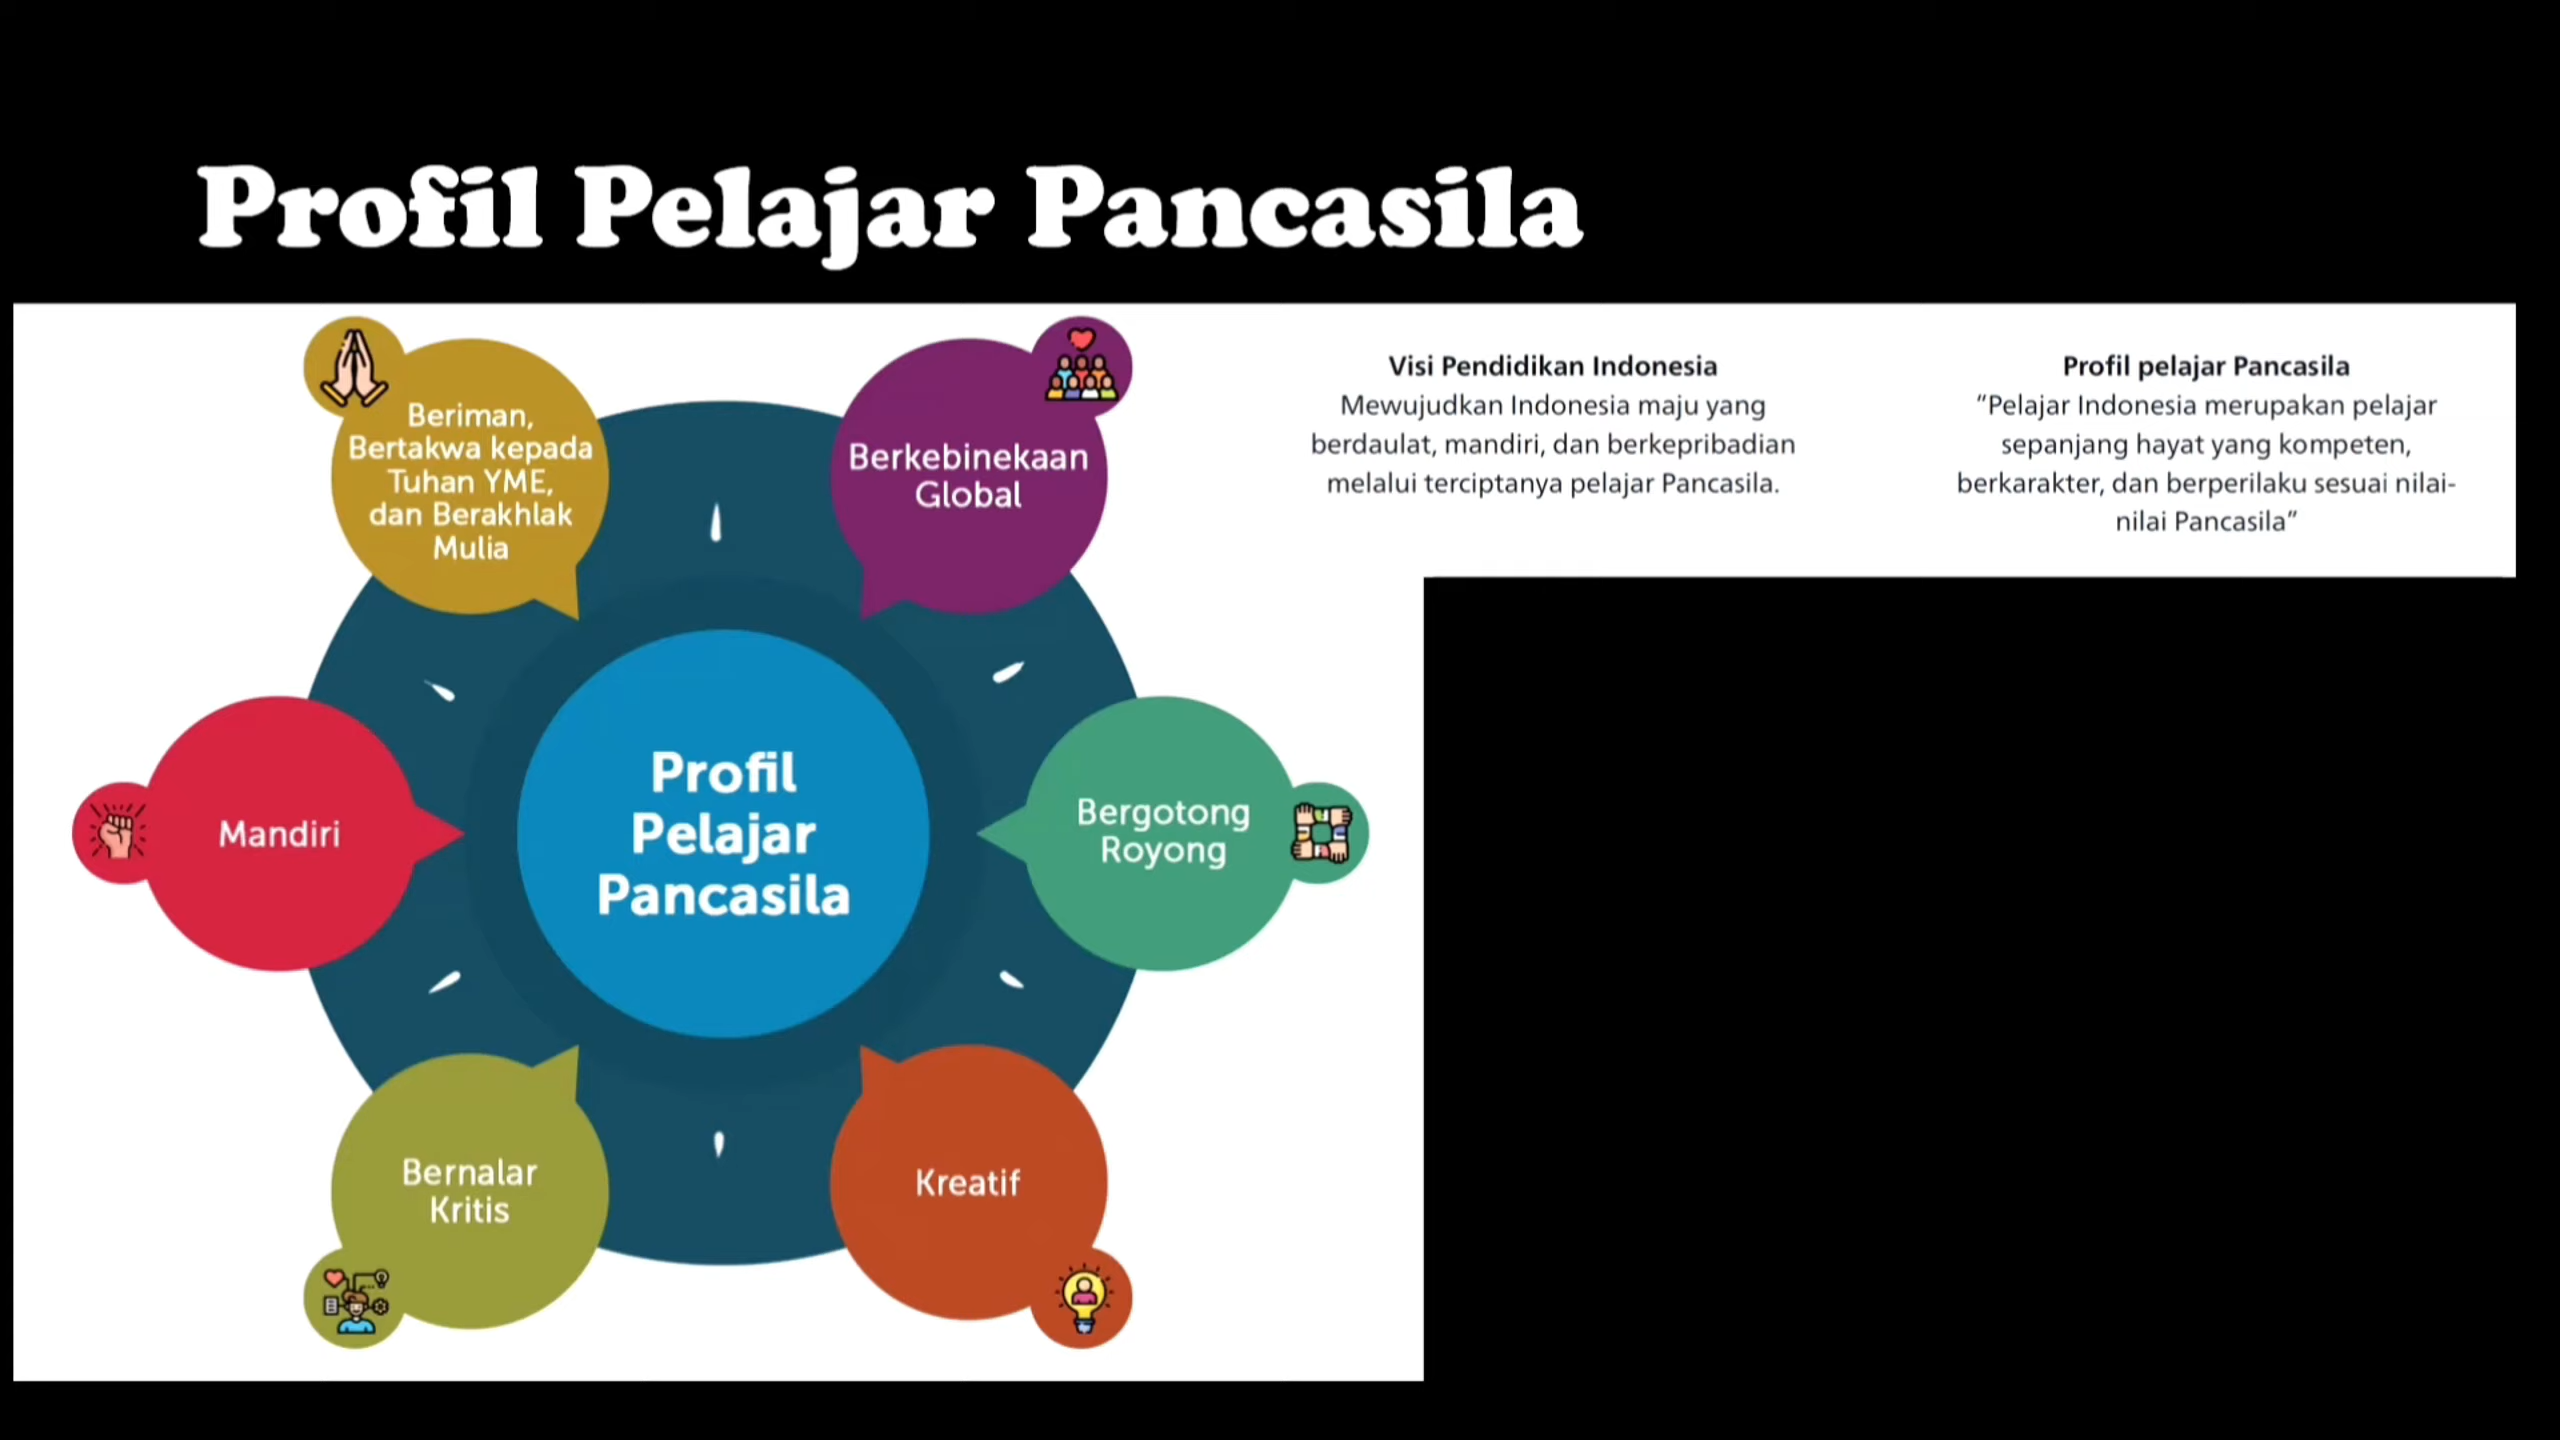 Profil Pelajar Pancasila
Beriman,
Bertakwa kepada
Tuhan YME,
dan Berakhlak
Mulia
Berkebinekaan
Global
Visi Pendidikan Indonesia
Mewujudkan Indonesia maju yang
berdaulat, mandiri, dan berkepribadian
melalui terciptanya pelajar Pancasila.
Profil pelajar Pancasila
“Pelajar Indonesia merupakan pelajar
sepanjang hayat yang kompeten,
berkarakter, dan berperilaku sesuai nilai-
nilai Pancasila”
Mandiri
Profil
Pelajar
Pancasila
Bergotong
Royong
Bernalar
Kritis
Kreatif